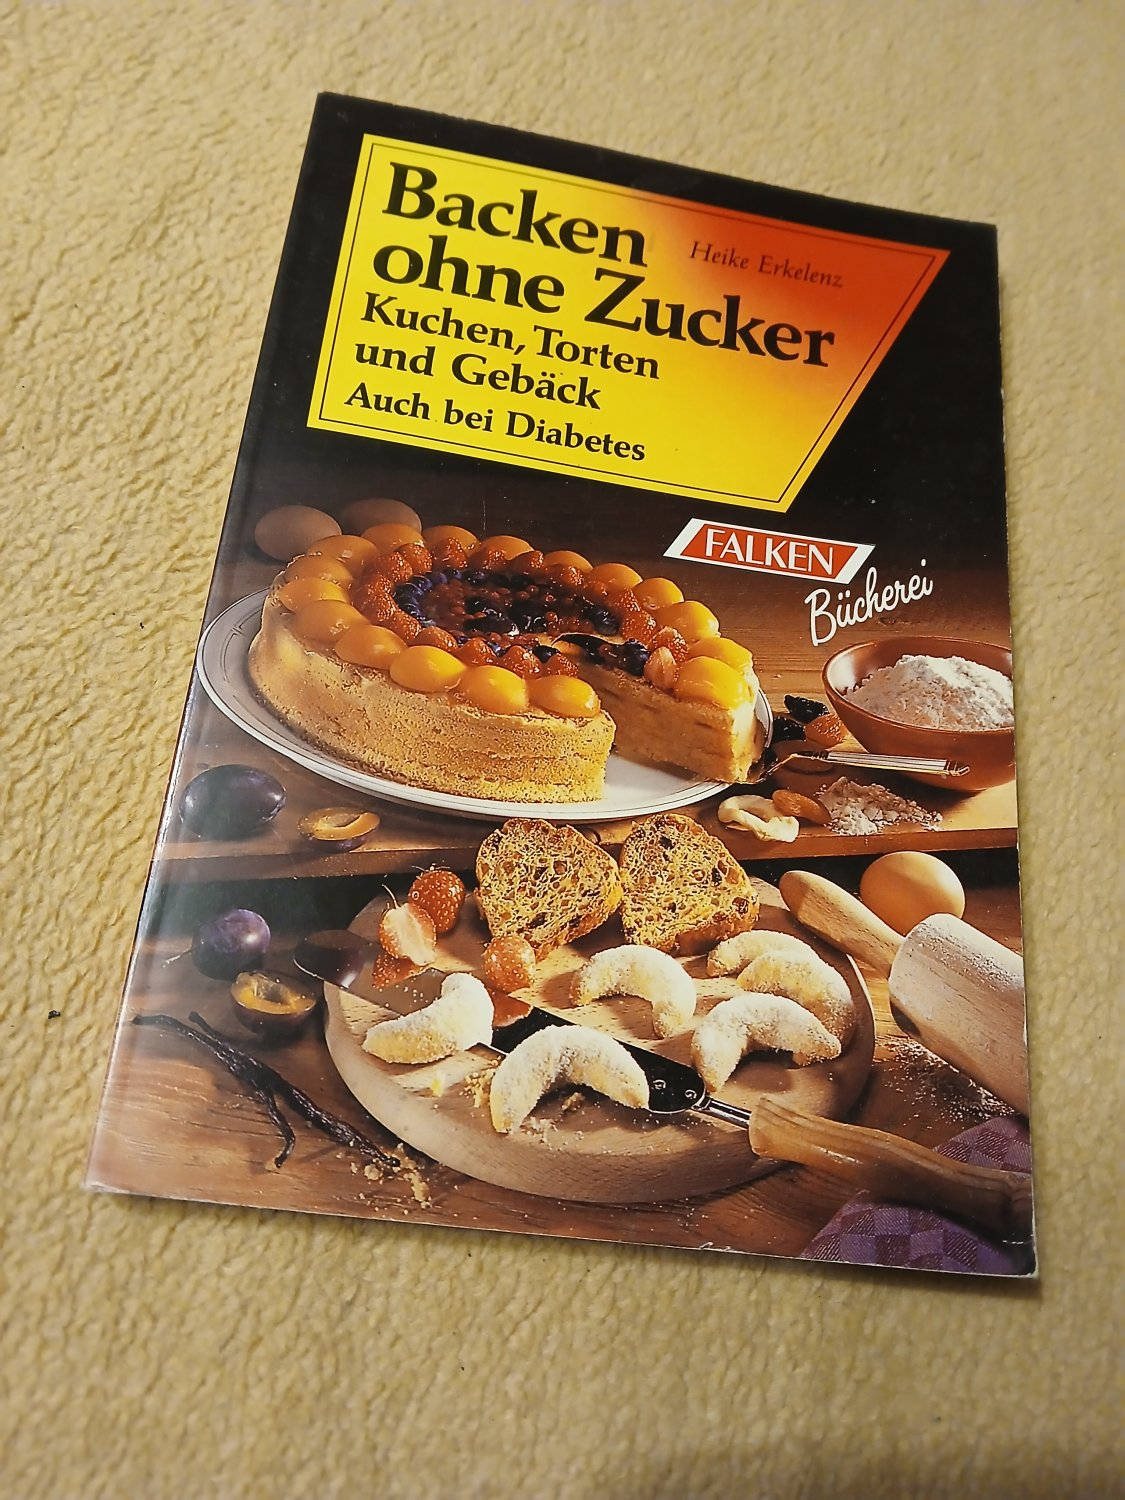 Backen
ohne Zucker
Heike Erkelenz
Kuchen, Torten
und Gebäck
Auch bei Diabetes
FALKEN
Bücherei